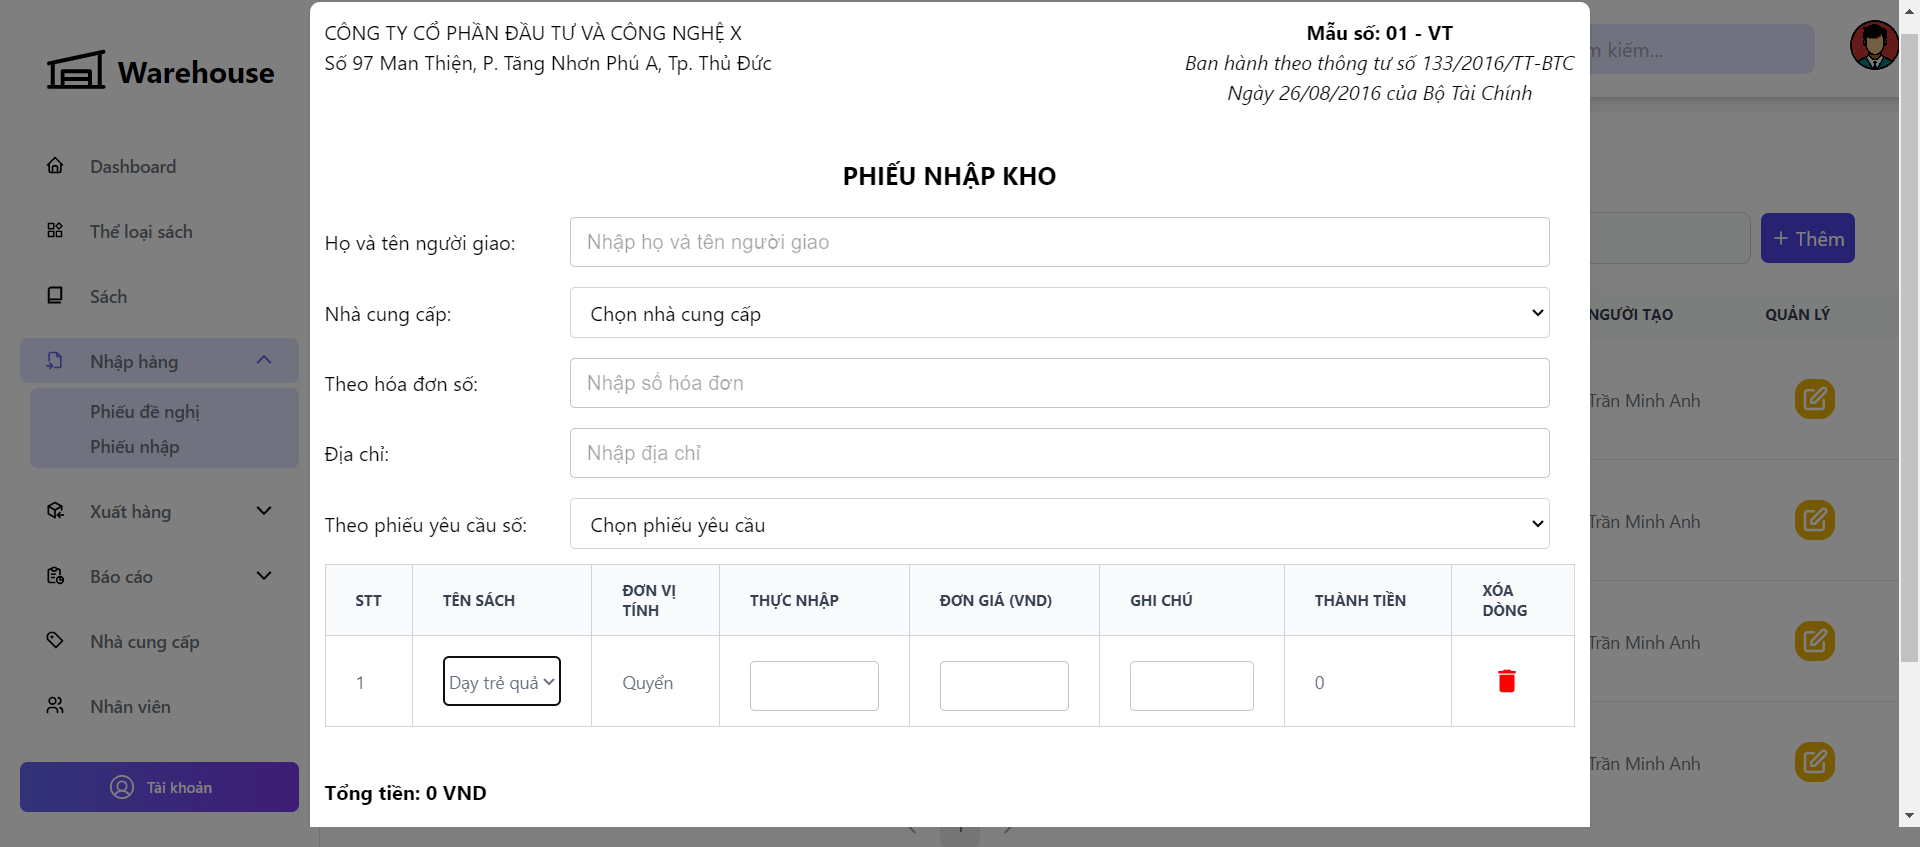 Warehouse
Dashboard
Thể loại sách
Sách
Nhập hàng
Phiếu đề nghị
Phiếu nhập
Xuất hàng
Báo cáo
Nhà cung cấp
Nhân viên
Tài khoản
CÔNG TY CỔ PHẦN ĐẦU TƯ VÀ CÔNG NGHỆ X
Số 97 Man Thiện, P. Tăng Nhơn Phú A, Tp. Thủ Đức
Mẫu số: 01 - VT
Ban hành theo thông tư số 133/2016/TT-BTC
Ngày 26/08/2016 của Bộ Tài Chính
PHIẾU NHẬP KHO
Họ và tên người giao: Nhập họ và tên người giao
Nhà cung cấp: Chọn nhà cung cấp
Theo hóa đơn số: Nhập số hóa đơn
Địa chỉ: Nhập địa chỉ
Theo phiếu yêu cầu số: Chọn phiếu yêu cầu
STT TÊN SÁCH ĐƠN VỊ TÍNH THỰC NHẬP ĐƠN GIÁ (VND) GHI CHÚ THÀNH TIỀN XÓA DÒNG
1 Dạy trẻ quả Quyển 0
Tổng tiền: 0 VND
kiếm...
+ Thêm
NGƯỜI TẠO QUẢN LÝ
Trần Minh Anh
Trần Minh Anh
Trần Minh Anh
Trần Minh Anh